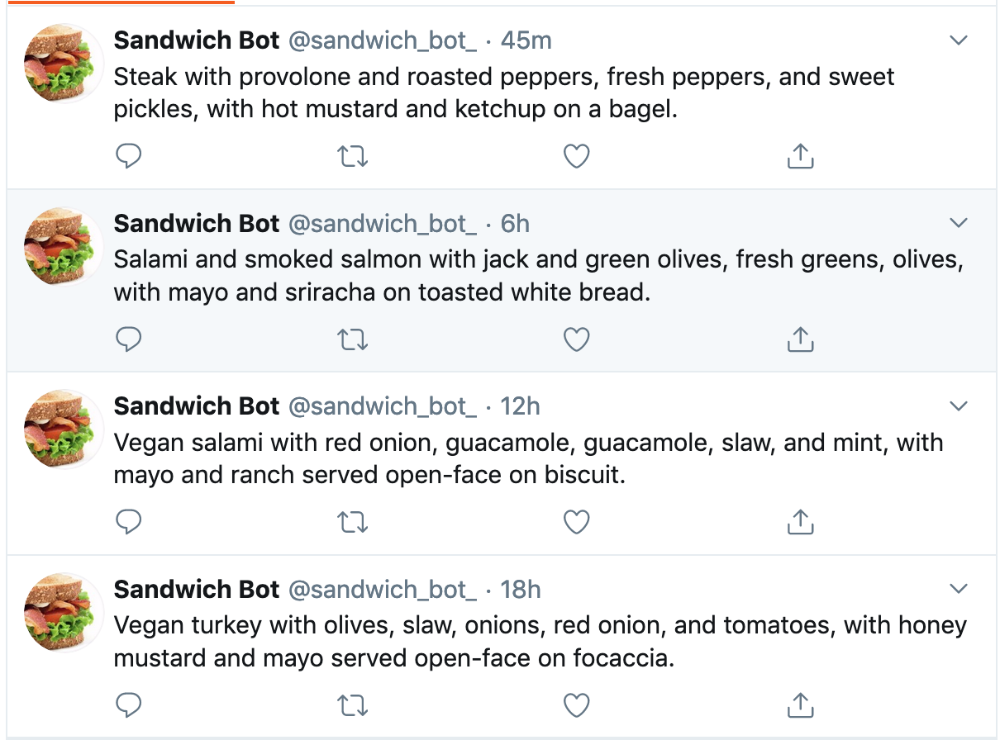 Sandwich Bot @sandwich_bot_ · 45m
Steak with provolone and roasted peppers, fresh peppers, and sweet
pickles, with hot mustard and ketchup on a bagel.
Sandwich Bot @sandwich_bot_ · 6h
Salami and smoked salmon with jack and green olives, fresh greens, olives,
with mayo and sriracha on toasted white bread.
Sandwich Bot @sandwich_bot_ · 12h
Vegan salami with red onion, guacamole, guacamole, slaw, and mint, with
mayo and ranch served open-face on biscuit.
Sandwich Bot @sandwich_bot_ · 18h
Vegan turkey with olives, slaw, onions, red onion, and tomatoes, with honey
mustard and mayo served open-face on focaccia.